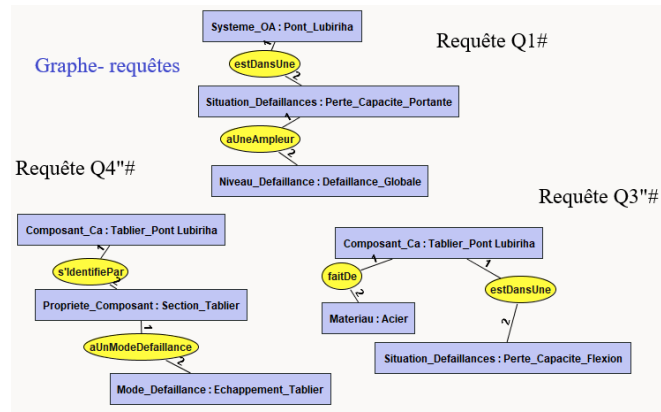 Systeme_OA : Pont_Lubiriha
Requête Q1#
1
Graphe- requêtes
estDansUne
2
Situation_Defaillances : Perte_Capacite_Portante
1
aUneAmpleur
2
Niveau_Defaillance : Defaillance_Globale
Requête Q4"#
Requête Q3"#
Composant_Ca : Tablier_Pont Lubiriha
1
s'IdentifiePar
2
Propriete_Composant : Section_Tablier
1
aUnModeDefaillance
2
Mode_Defaillance : Echappement_Tablier
Composant_Ca : Tablier_Pont Lubiriha
1
1
faitDe
estDansUne
2
Materiau : Acier
2
Situation_Defaillances : Perte_Capacite_Flexion